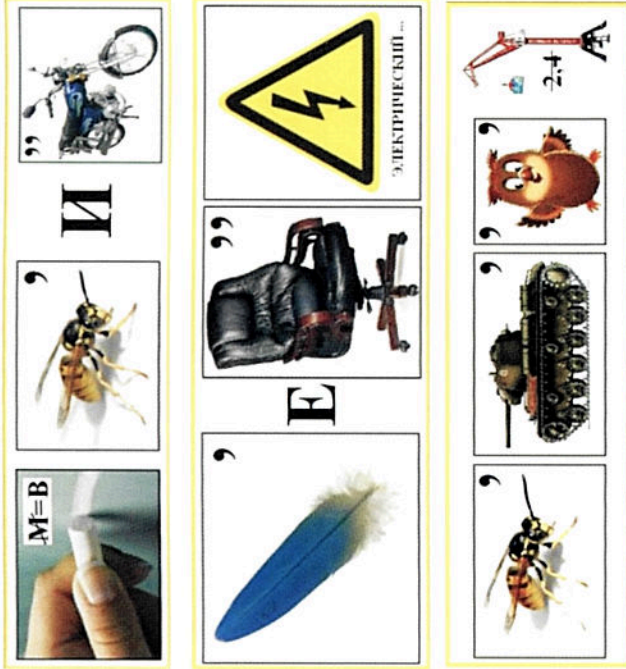 М=В , И ,,
, Е ,, ЭЛЕКТРИЧЕСКИЙ ...
, , , , 2,4